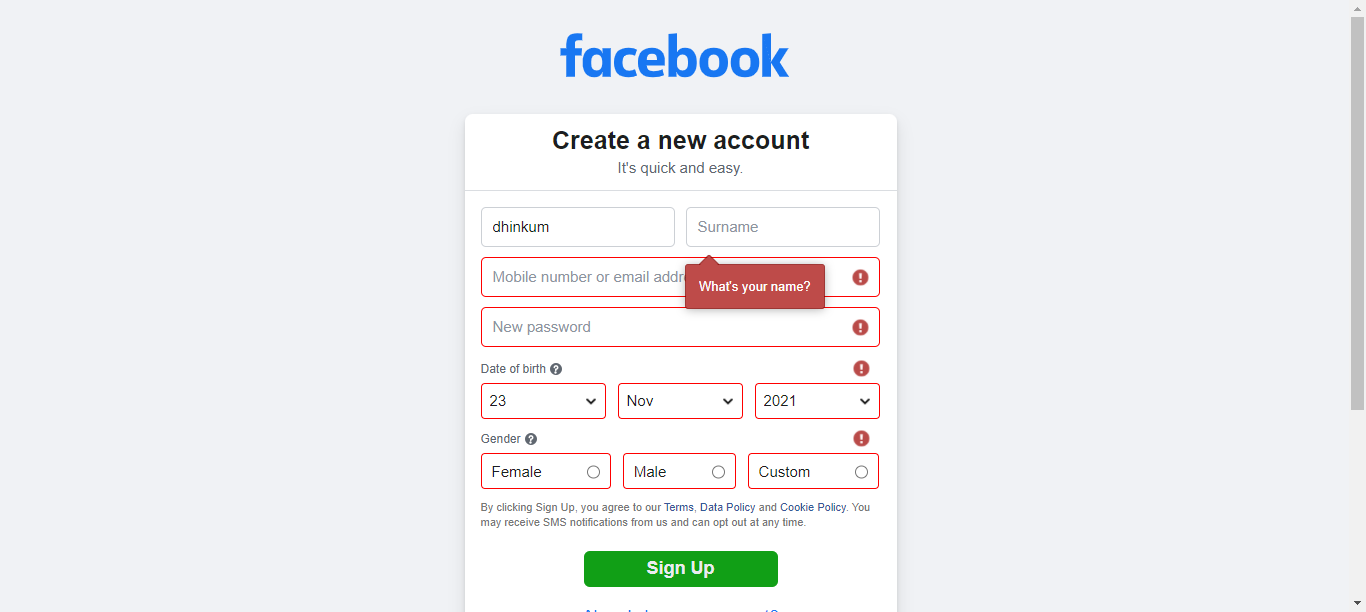 facebook
Create a new account
It's quick and easy.
dhinkum Surname
Mobile number or email
What's your name?
New password
Date of birth
23 Nov 2021
Gender
Female Male Custom
By clicking Sign Up, you agree to our Terms, Data Policy and Cookie Policy. You
may receive SMS notifications from us and can opt out at any time.
Sign Up